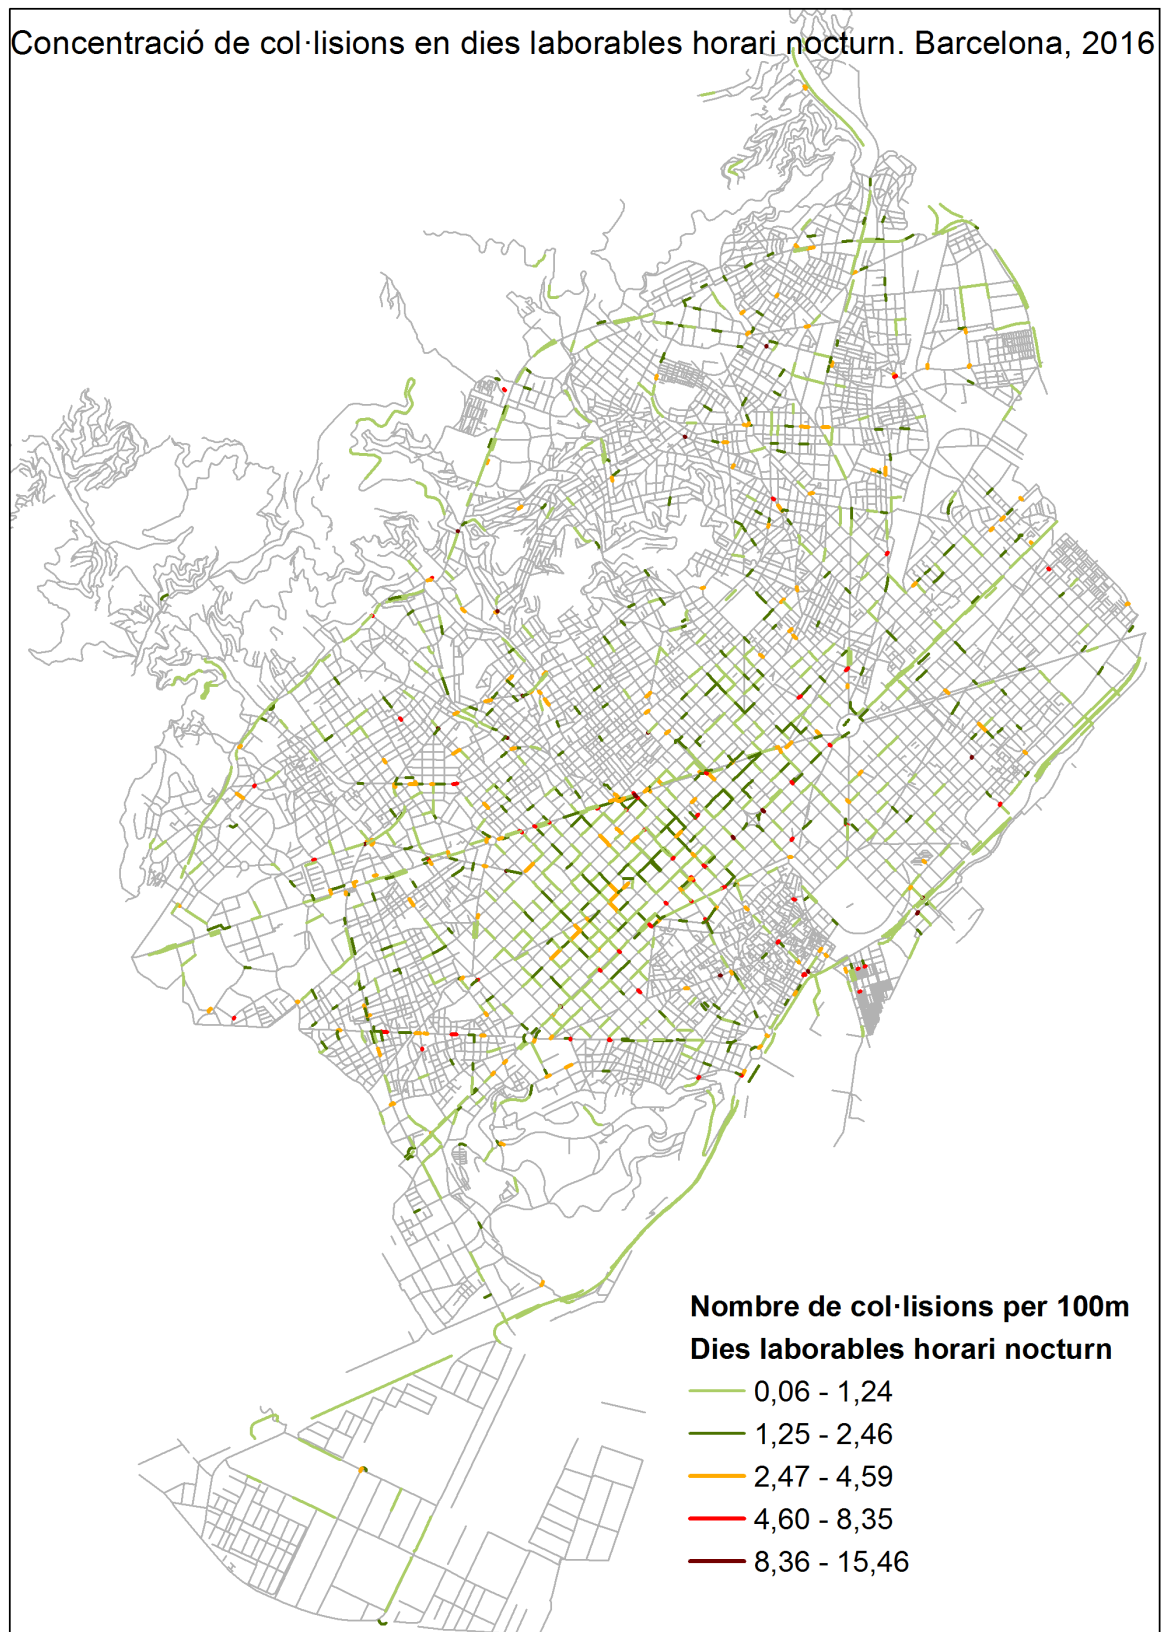 Concentració de col·lisions en dies laborables horari nocturn. Barcelona, 2016
Nombre de col·lisions per 100m
Dies laborables horari nocturn
0,06 - 1,24
1,25 - 2,46
2,47 - 4,59
4,60 - 8,35
8,36 - 15,46